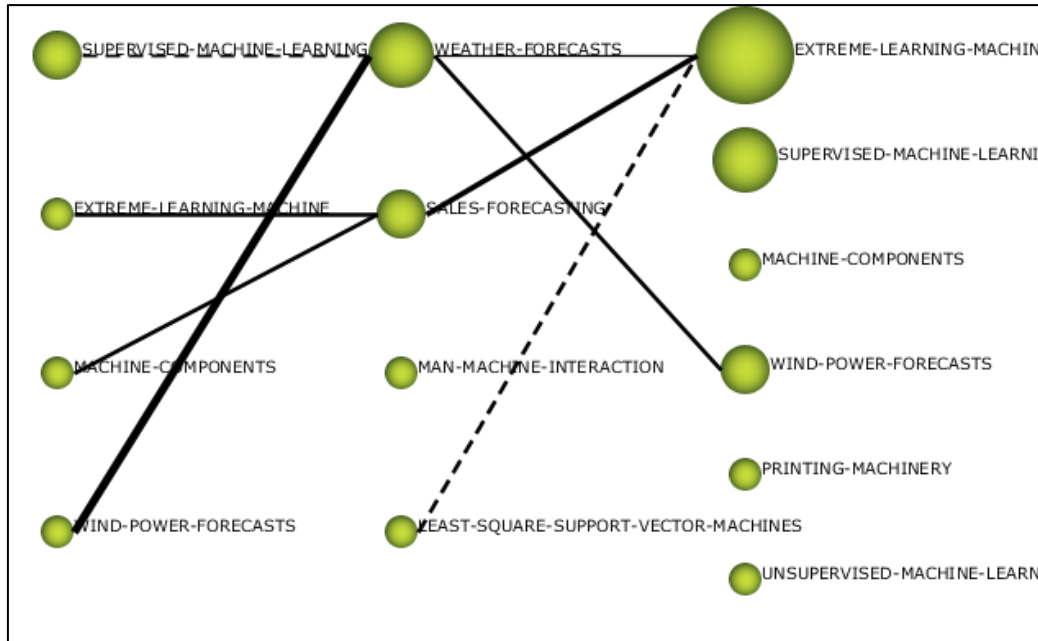 SUPERVISED-MACHINE-LEARNING
WEATHER-FORECASTS
EXTREME-LEARNING-MACHIN
SUPERVISED-MACHINE-LEARNI
EXTREME-LEARNING-MACHINE
SALES-FORECASTING
MACHINE-COMPONENTS
MACHINE-COMPONENTS
MAN-MACHINE-INTERACTION
WIND-POWER-FORECASTS
PRINTING-MACHINERY
WIND-POWER-FORECASTS
LEAST-SQUARE-SUPPORT-VECTOR-MACHINES
UNSUPERVISED-MACHINE-LEARN